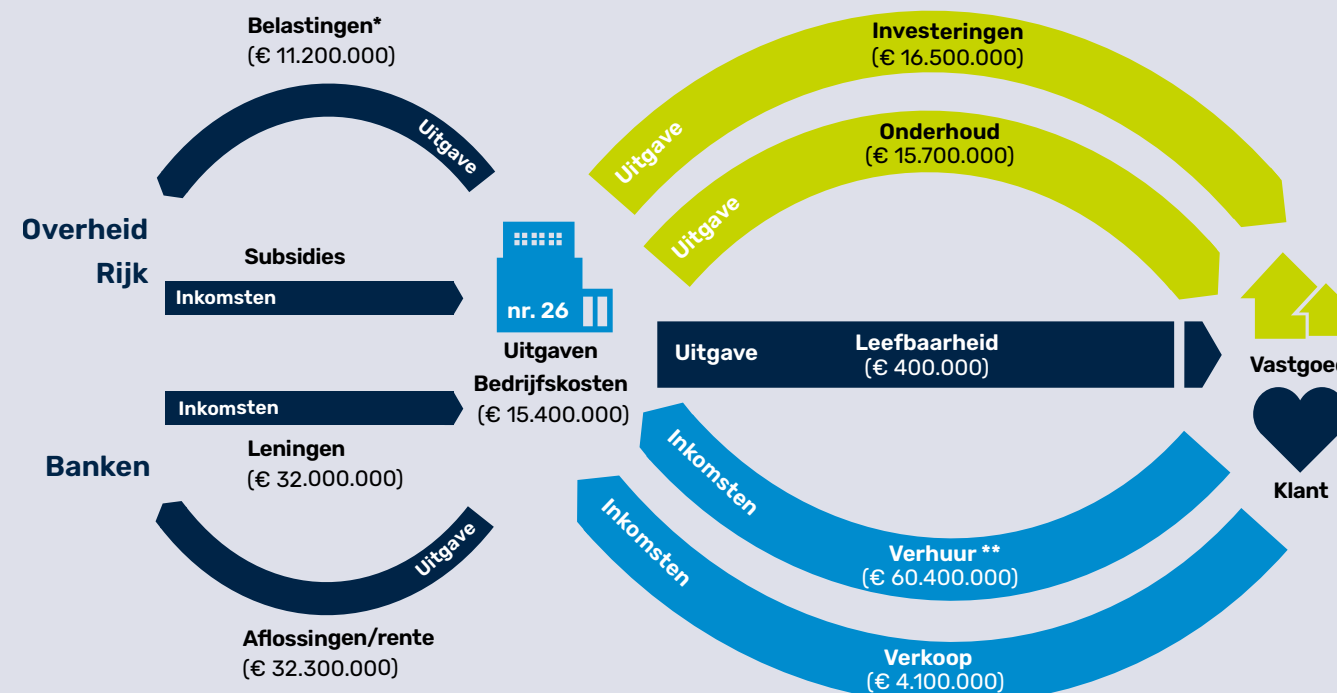 Belastingen*
(€ 11.200.000)
Uitgave
Overheid
Rijk
Subsidies
Inkomsten
Inkomsten
Leningen
(€ 32.000.000)
Banken
Uitgave
Aflossingen/rente
(€ 32.300.000)
nr. 26
Uitgaven
Bedrijfskosten
(€ 15.400.000)
Investeringen
(€ 16.500.000)
Uitgave
Onderhoud
(€ 15.700.000)
Uitgave
Uitgave
Leefbaarheid
(€ 400.000)
Inkomsten
Verhuur **
(€ 60.400.000)
Inkomsten
Verkoop
(€ 4.100.000)
Vastgoed
Klant